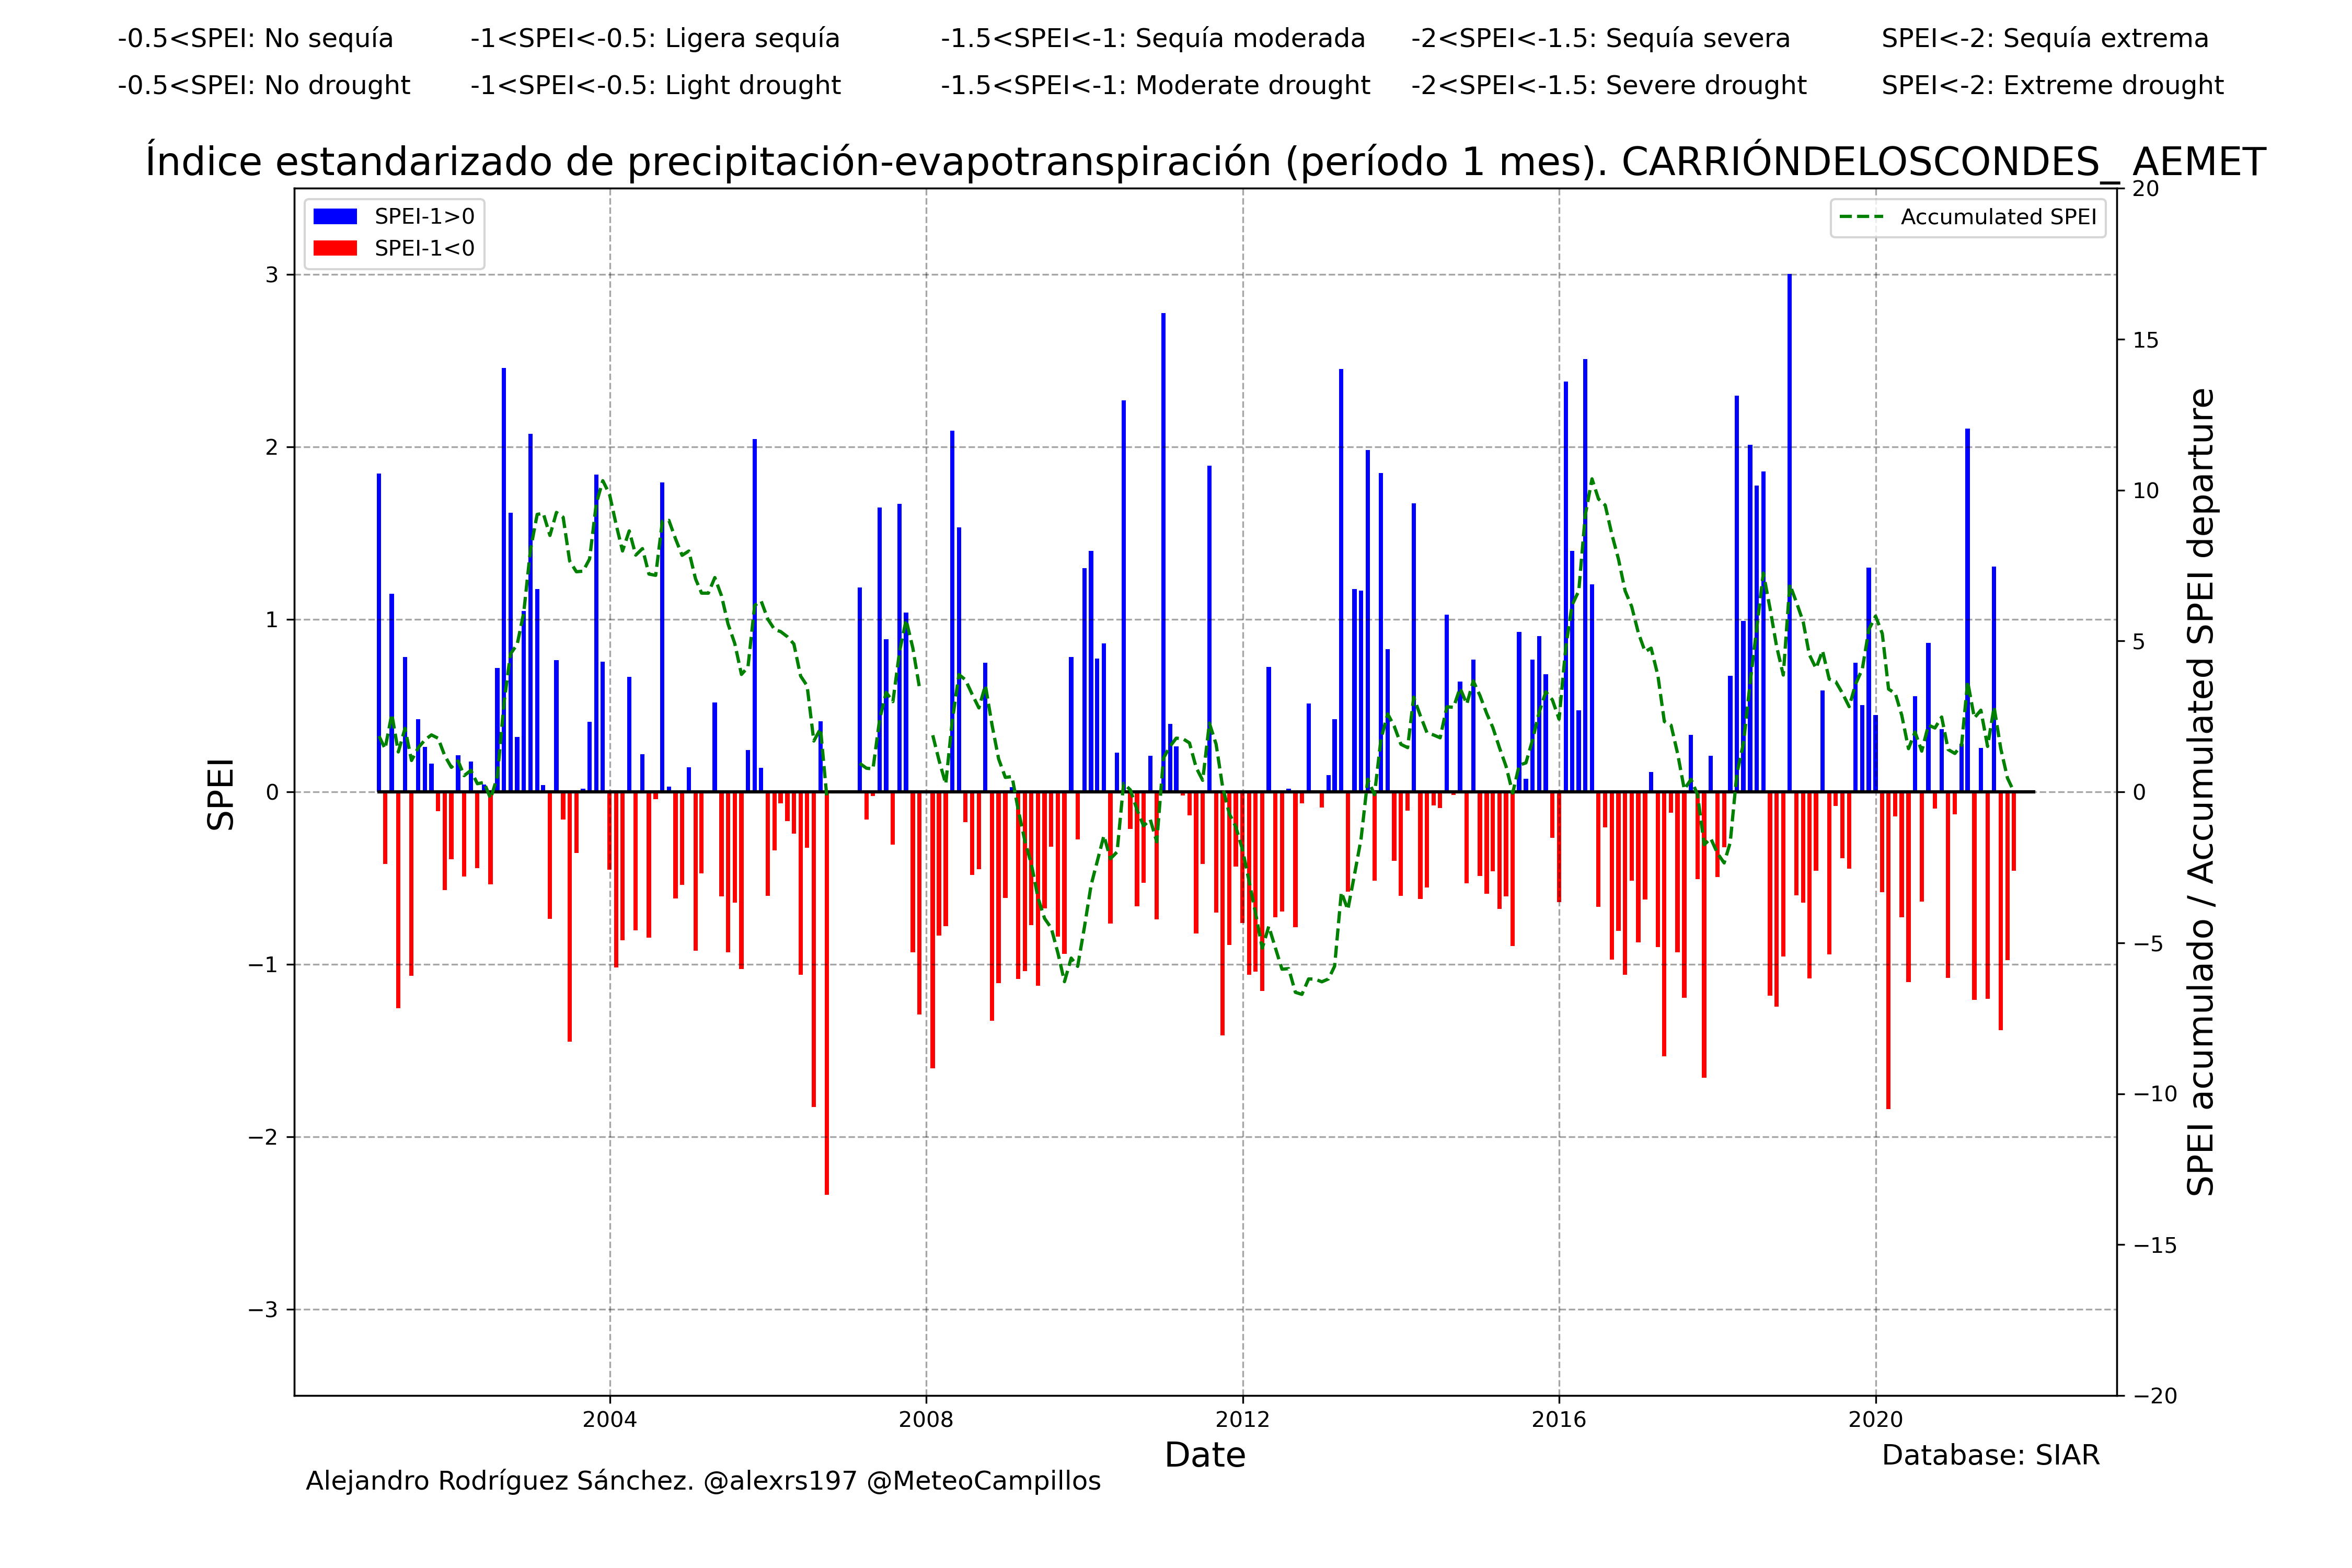 -0.5<SPEI: No sequía -1<SPEI<-0.5: Ligera sequía -1.5<SPEI<-1: Sequía moderada -2<SPEI<-1.5: Sequía severa SPEI<-2: Sequía extrema
-0.5<SPEI: No drought -1<SPEI<-0.5: Light drought -1.5<SPEI<-1: Moderate drought -2<SPEI<-1.5: Severe drought SPEI<-2: Extreme drought
Índice estandarizado de precipitación-evapotranspiración (período 1 mes). CARRIÓNDELOSCONDES_ AEMET
SPEI-1>0
SPEI-1<0
Accumulated SPEI
SPEI
3
2
1
0
−1
−2
−3
20
15
10
5
0
−5
−10
−15
−20
SPEI acumulado / Accumulated SPEI departure
2004 2008 2012 2016 2020
Date
Database: SIAR
Alejandro Rodríguez Sánchez. @alexrs197 @MeteoCampillos